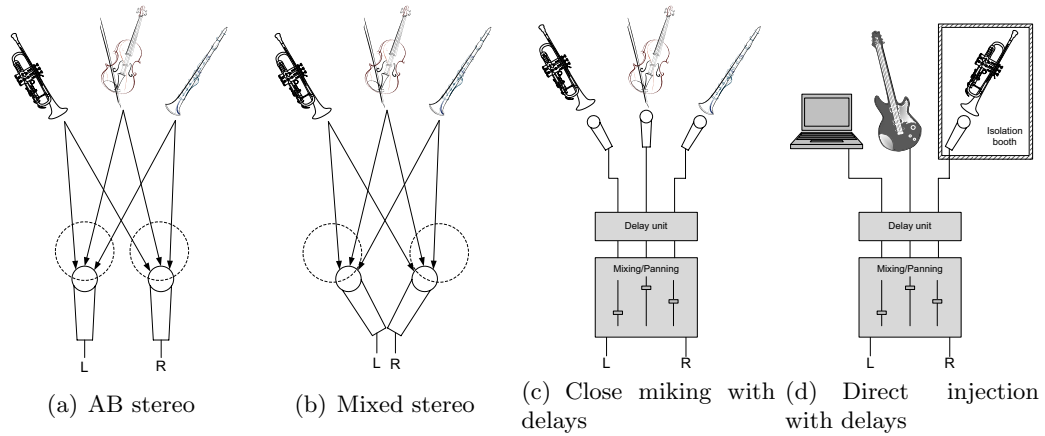 Isolation
booth
Delay unit
Delay unit
Mixing/Panning
Mixing/Panning
L
R
L R
L
R
L
R
(a) AB stereo
(b) Mixed stereo
(c) Close miking with
delays
(d) Direct injection
with delays